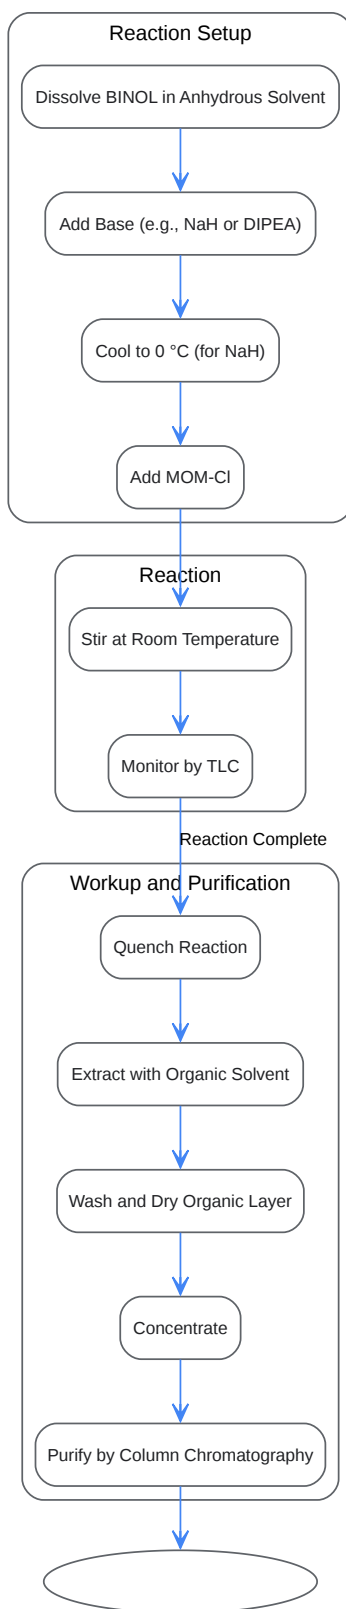 Reaction Setup
Dissolve BINOL in Anhydrous Solvent
Add Base (e.g., NaH or DIPEA)
Cool to 0 °C (for NaH)
Add MOM-Cl
Reaction
Stir at Room Temperature
Monitor by TLC
Reaction Complete
Workup and Purification
Quench Reaction
Extract with Organic Solvent
Wash and Dry Organic Layer
Concentrate
Purify by Column Chromatography